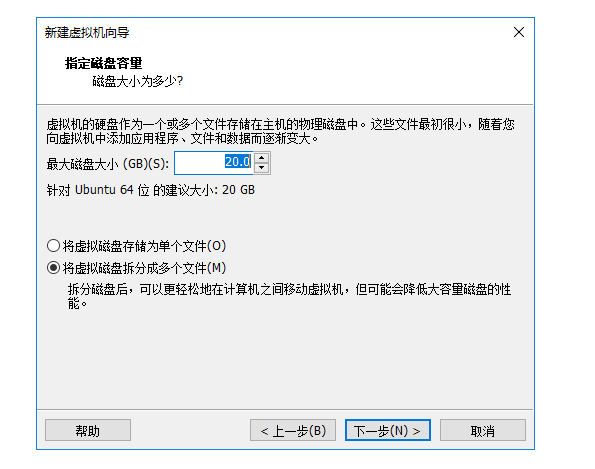 新建虚拟机向导
指定磁盘容量
磁盘大小为多少?
虚拟机的硬盘作为一个或多个文件存储在主机的物理磁盘中。这些文件最初很小，随着您
向虚拟机中添加应用程序、文件和数据而逐渐变大。
最大磁盘大小 (GB)(S): 20.0
针对 Ubuntu 64 位 的建议大小: 20 GB
将虚拟磁盘存储为单个文件(O)
将虚拟磁盘拆分成多个文件(M)
拆分磁盘后，可以更轻松地在计算机之间移动虚拟机，但可能会降低大容量磁盘的性
能。
帮助 < 上一步(B) 下一步(N) > 取消